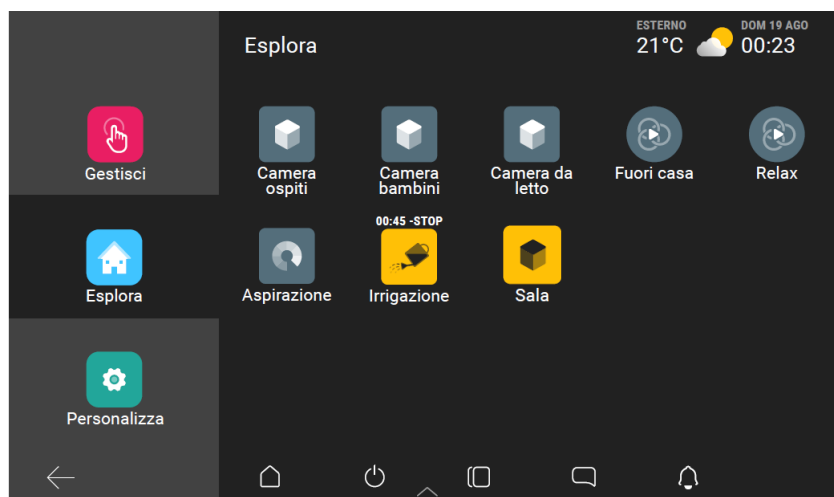 Esplora
ESTERNO
21°C
DOM 19 AGO
00:23
Gestisci
Camera
ospiti
Camera
bambini
Camera da
letto
Fuori casa
Relax
Esplora
Aspirazione
00:45 -STOP
Irrigazione
Sala
Personalizza